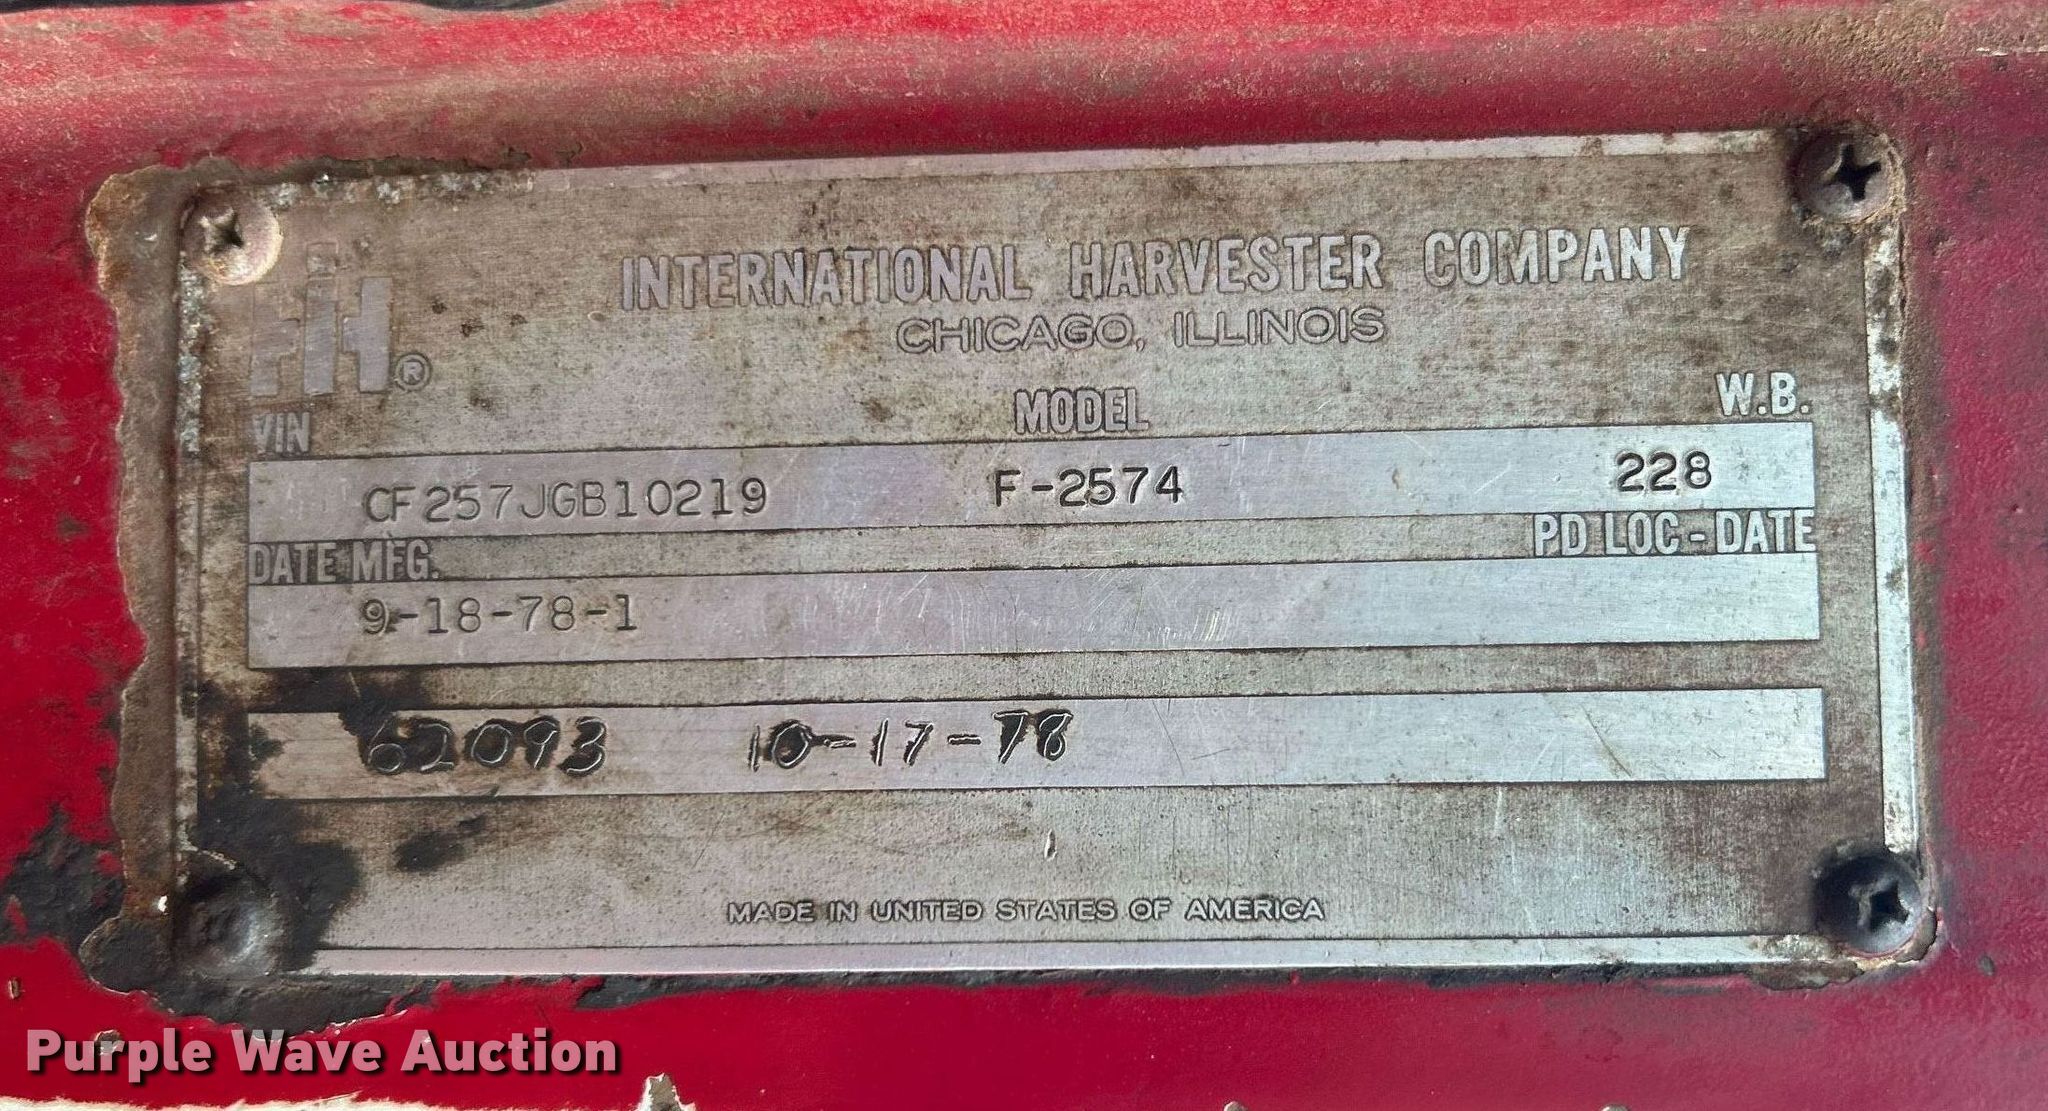 INTERNATIONAL HARVESTER COMPANY
CHICAGO, ILLINOIS
IH®
VIN MODEL W.B.
CF257JGB10219 F-2574 228
DATE MFG. PD LOC-DATE
9-18-78-1
62093 10-17-78
MADE IN UNITED STATES OF AMERICA
Purple Wave Auction